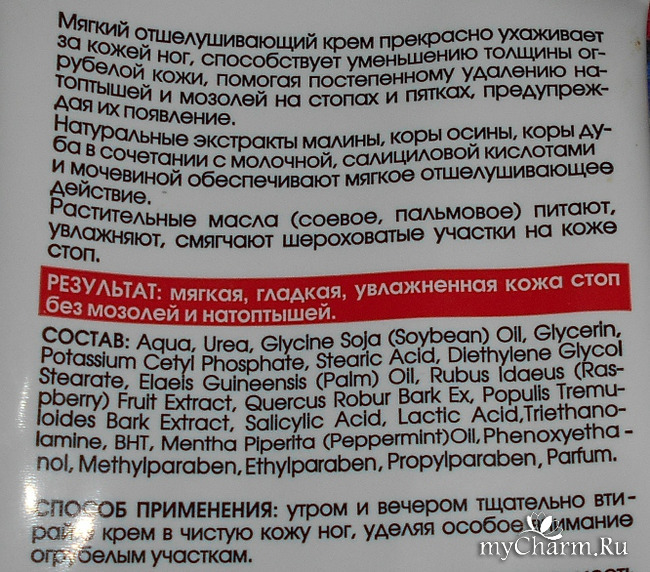 Мягкий отшелушивающий крем прекрасно ухаживает
за кожей ног, способствует уменьшению толщины ог-
рубелой кожи, помогая постепенному удалению на-
топтышей и мозолей на стопах и пятках, предупреж-
дая их появление.
Натуральные экстракты малины, коры осины, коры ду-
ба в сочетании с молочной, салициловой кислотами
и мочевиной обеспечивают мягкое отшелушивающее
действие.
Растительные масла (соевое, пальмовое) питают,
увлажняют, смягчают шероховатые участки на коже
стоп.
РЕЗУЛЬТАТ: мягкая, гладкая, увлажненная кожа стоп
без мозолей и натоптышей.
СОСТАВ: Aqua, Urea, Glycine Soja (Soybean) Oil, Glycerin,
Potassium Cetyl Phosphate, Stearic Acid, Diethylene Glycol
Stearate, Elaeis Guineensis (Palm) Oil, Rubus Idaeus (Ras-
pberry) Fruit Extract, Quercus Robur Bark Ex, Populis Tremu-
loides Bark Extract, Salicylic Acid, Lactic Acid,Triethano-
lamine, BHT, Mentha Piperita (Peppermint)Oil,Phenoxyetha-
nol, Methylparaben, Ethylparaben, Propylparaben, Parfum.
СПОСОБ ПРИМЕНЕНИЯ: утром и вечером тщательно вти-
крем в чистую кожу ног, уделяя особое внимание
огрубелым участкам.
myCharm.Ru